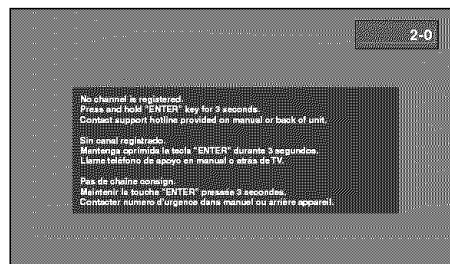 2-0
No channel is registered.
Press and hold "ENTER" key for 3 seconds.
Contact support hotline provided on manual or back of unit.
Sin canal registrado.
Mantenga oprimida la tecla "ENTER" durante 3 segundos.
Llame teléfono de apoyo en manual o atrás de TV.
Pas de chaîne consign.
Maintenir la touche "ENTER" pressée 3 secondes.
Contacter numero d'urgence dans manuel ou arrière appareil.